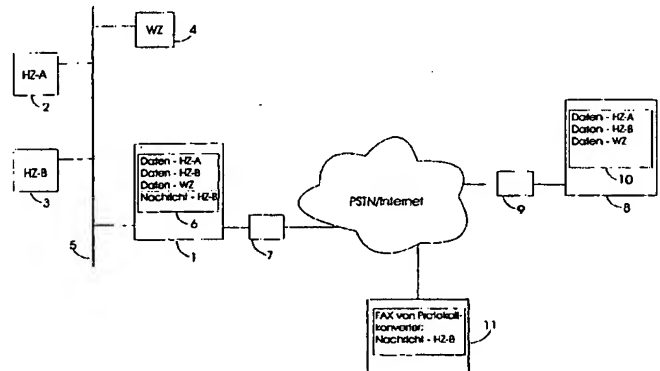 WZ
4
HZ-A
2
HZ-B
3
5
Daten - HZ-A
Daten - HZ-B
Daten - WZ
Nachricht - HZ-B
6
1
7
PSTN/Internet
9
Daten - HZ-A
Daten - HZ-B
Daten - WZ
10
8
FAX von Protokoll-
konverter:
Nachricht - HZ-B
11